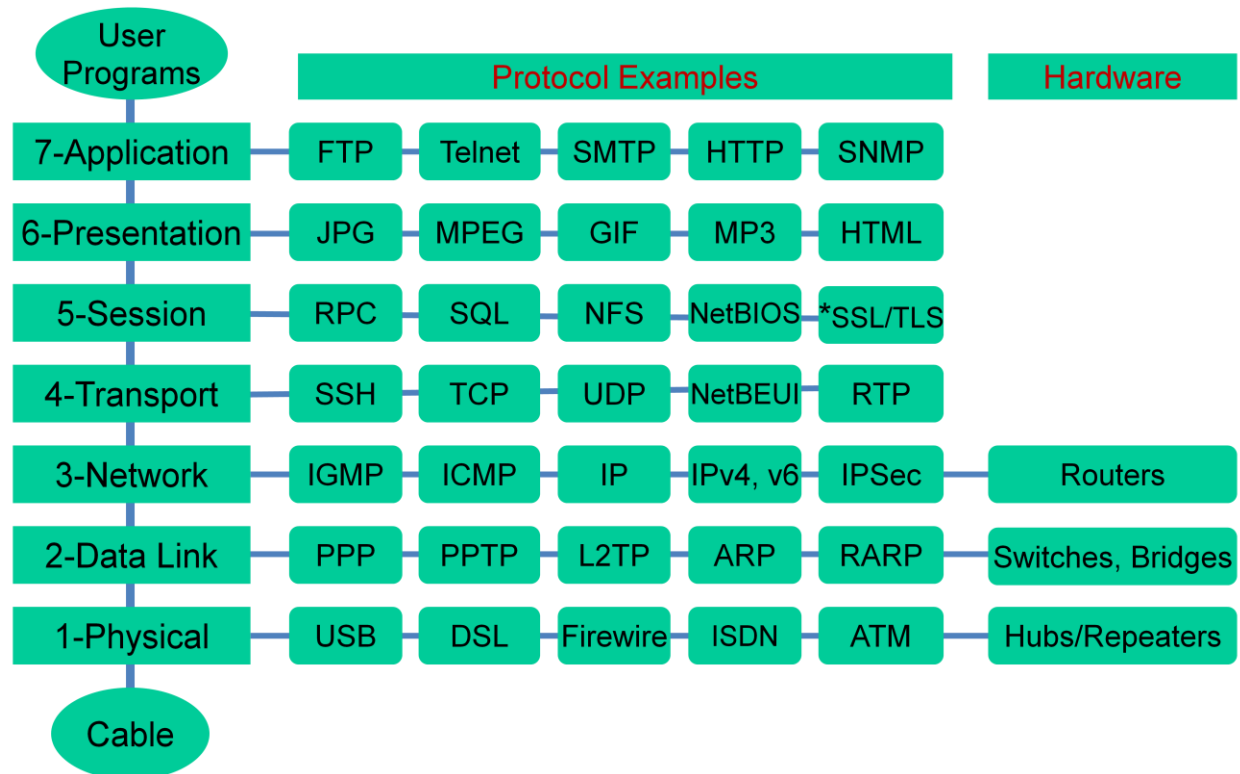 User
Programs
Protocol Examples
Hardware
7-Application
FTP
Telnet
SMTP
HTTP
SNMP
6-Presentation
JPG
MPEG
GIF
MP3
HTML
5-Session
RPC
SQL
NFS
NetBIOS
*SSL/TLS
4-Transport
SSH
TCP
UDP
NetBEUI
RTP
3-Network
IGMP
ICMP
IP
IPv4, v6
IPSec
Routers
2-Data Link
PPP
PPTP
L2TP
ARP
RARP
Switches, Bridges
1-Physical
USB
DSL
Firewire
ISDN
ATM
Hubs/Repeaters
Cable